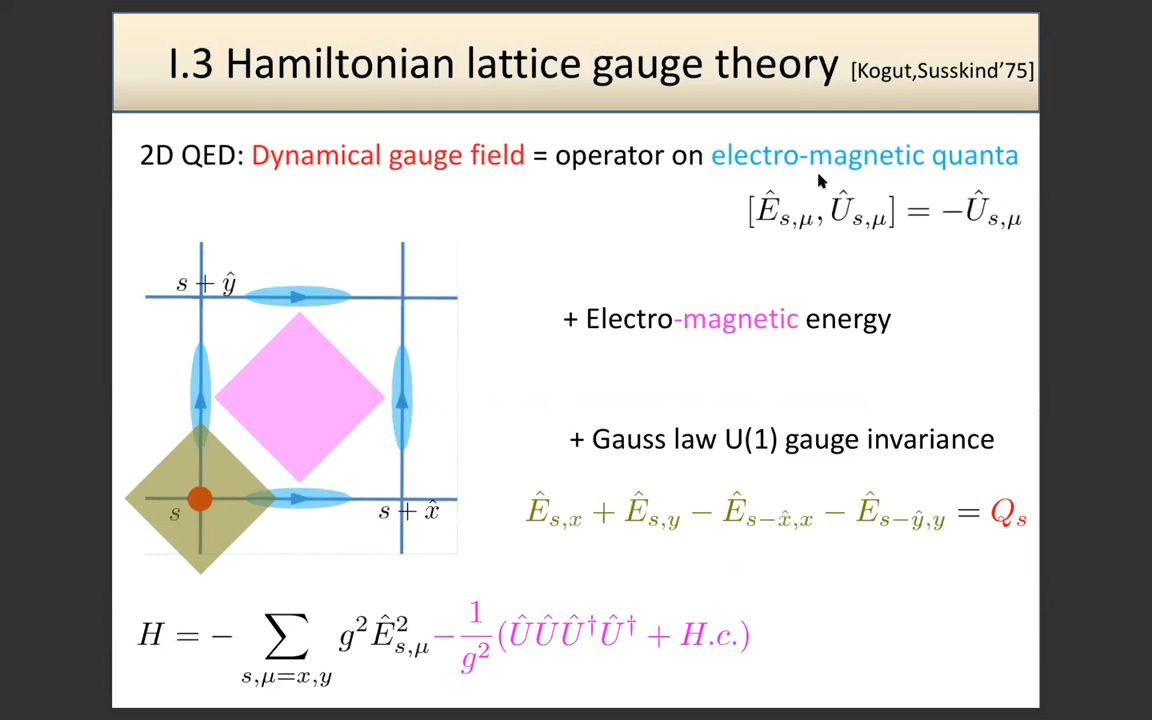 I.3 Hamiltonian lattice gauge theory [Kogut,Susskind’75]
2D QED: Dynamical gauge field = operator on electro-magnetic quanta
[Ê_{s,μ}, Û_{s,μ}] = −Û_{s,μ}
s + ŷ
+ Electro-magnetic energy
+ Gauss law U(1) gauge invariance
s
s + x̂
Ê_{s,x} + Ê_{s,y} − Ê_{s−x̂,x} − Ê_{s−ŷ,y} = Q_s
H = − ∑_{s,μ=x,y} g² Ê²_{s,μ} − 1/g² (ÛÛÛ†Û† + H.c.)